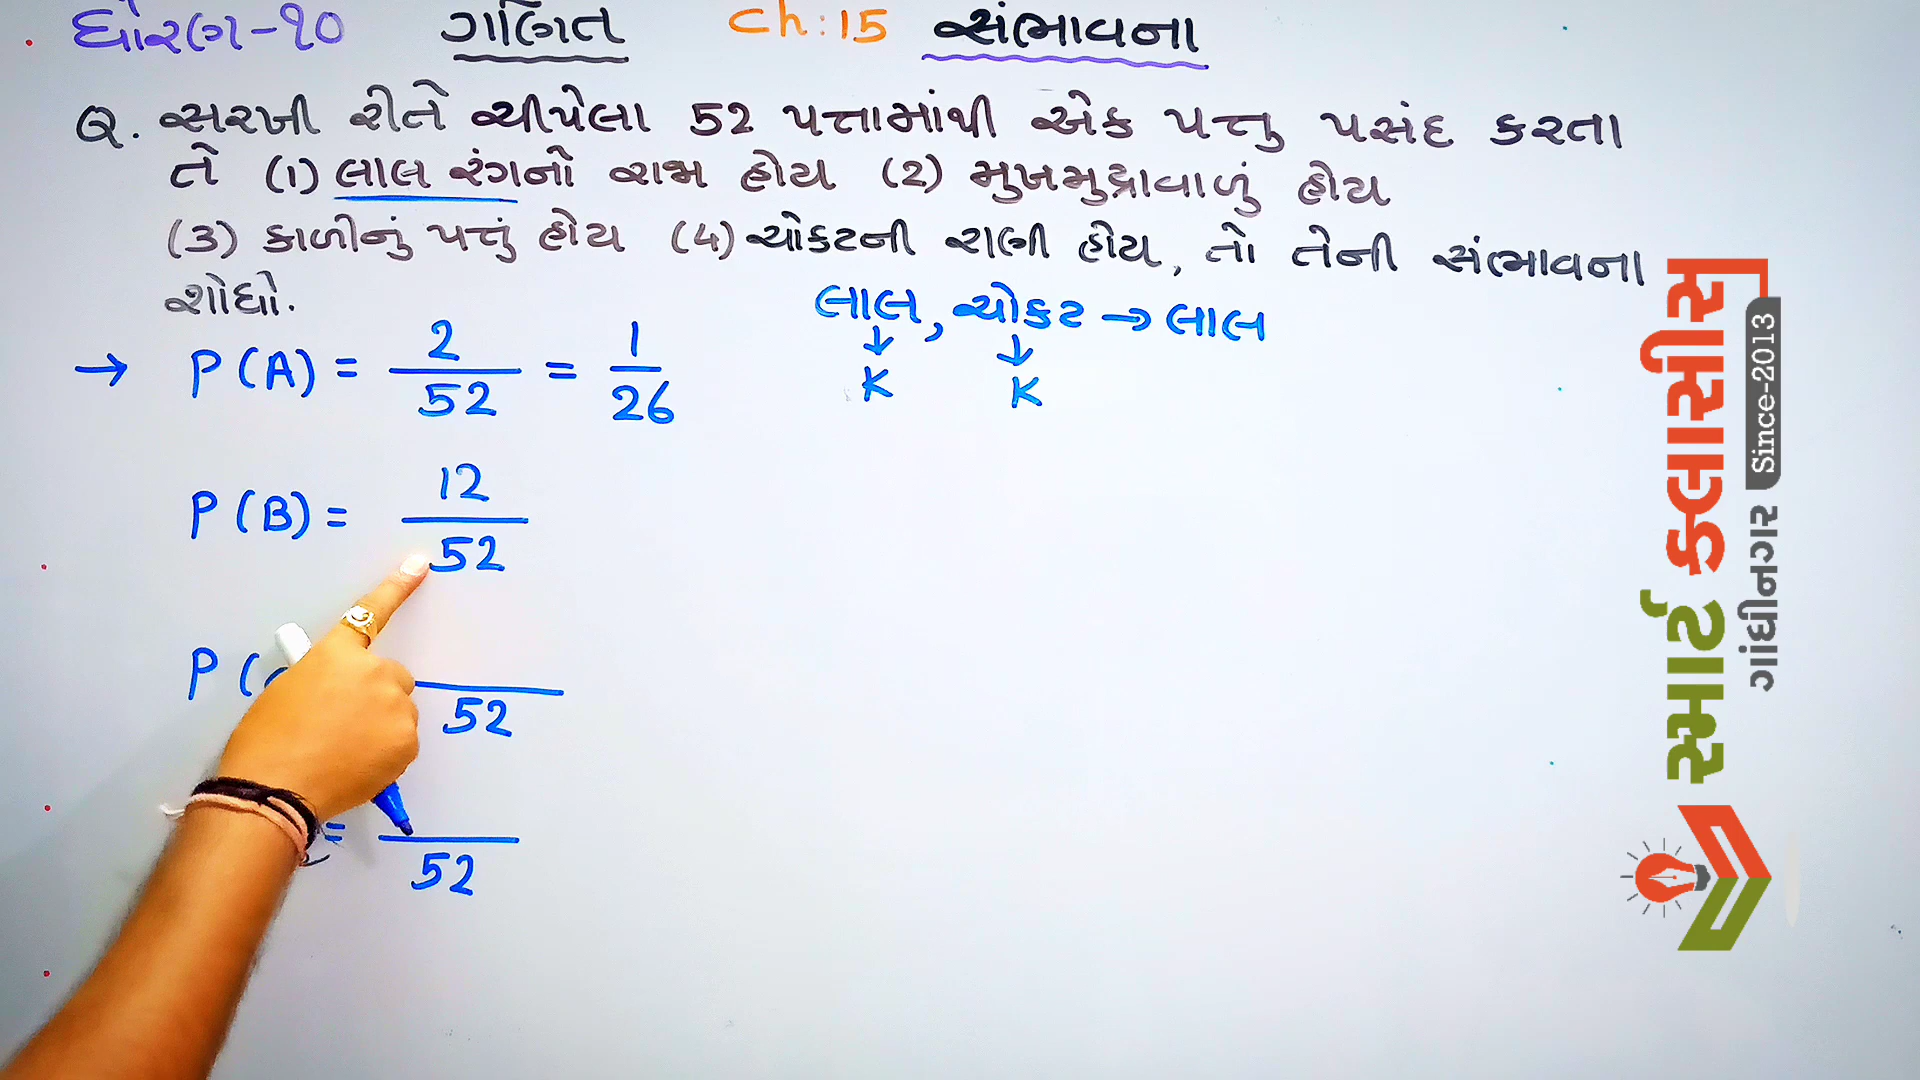 ધોરણ-૧૦ ગણિત Ch:15 સંભાવના
Q. સરખી રીતે ચીપેલા 52 પત્તામાંથી એક પત્તુ પસંદ કરતા
તે (1) લાલ રંગનો રાજા હોય (2) મુખમુદ્રાવાળું હોય
(3) કાળીનું પત્તું હોય (4) ચોકટની રાણી હોય, તો તેની સંભાવના
શોધો.
લાલ, ચોકટ → લાલ
↓ ↓
K K
→ P(A) = 2/52 = 1/26
P(B) = 12/52
P( 52
= 52
સ્માર્ટ ક્લાસીસ
Since-2013
ગાંધીનગર